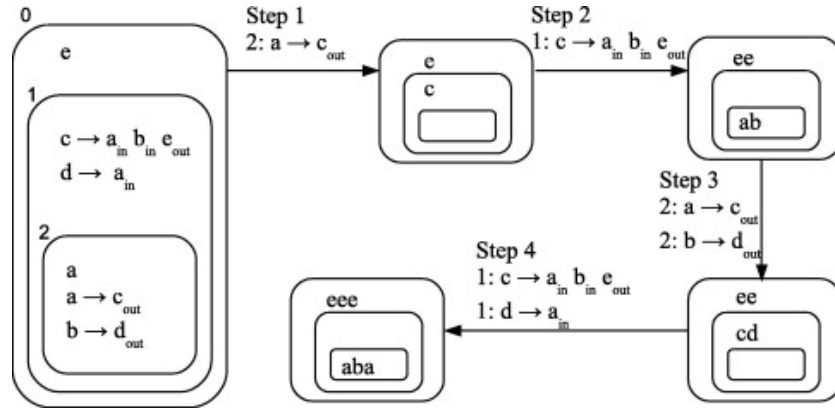 0
e
1
c → a_in b_in e_out
d → a_in
2
a
a → c_out
b → d_out
Step 1
2: a → c_out
e
c
Step 2
1: c → a_in b_in e_out
ee
ab
Step 3
2: a → c_out
2: b → d_out
ee
cd
Step 4
1: c → a_in b_in e_out
1: d → a_in
eee
aba